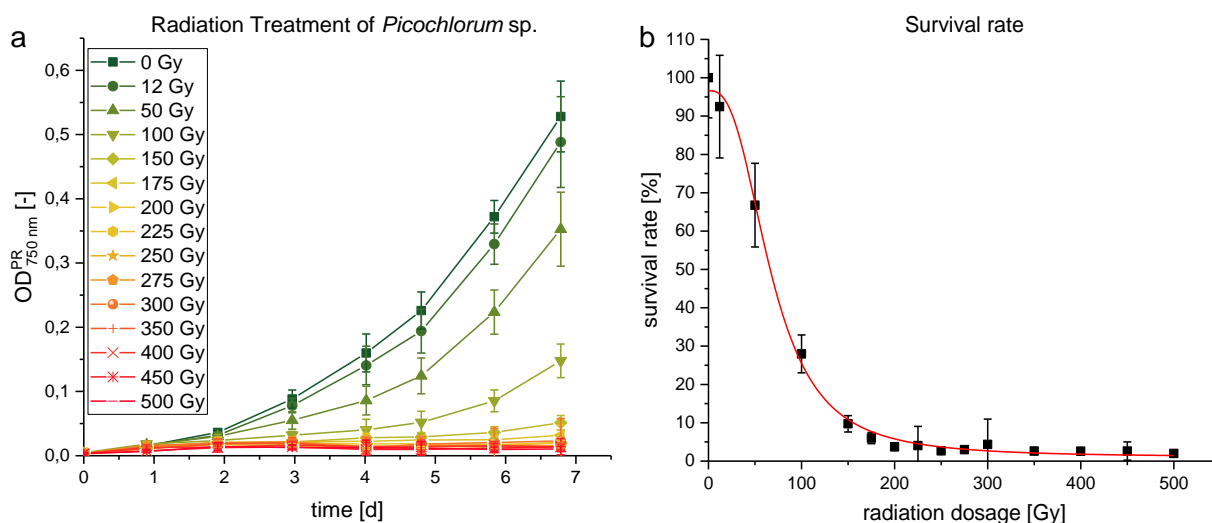 a
Radiation Treatment of Picochlorum sp.
OD PR 750 nm [-]
0,6
0,5
0,4
0,3
0,2
0,1
0,0
0 Gy
12 Gy
50 Gy
100 Gy
150 Gy
175 Gy
200 Gy
225 Gy
250 Gy
275 Gy
300 Gy
350 Gy
400 Gy
450 Gy
500 Gy
0 1 2 3 4 5 6 7
time [d]
b
Survival rate
survival rate [%]
110
100
90
80
70
60
50
40
30
20
10
0
0 100 200 300 400 500
radiation dosage [Gy]